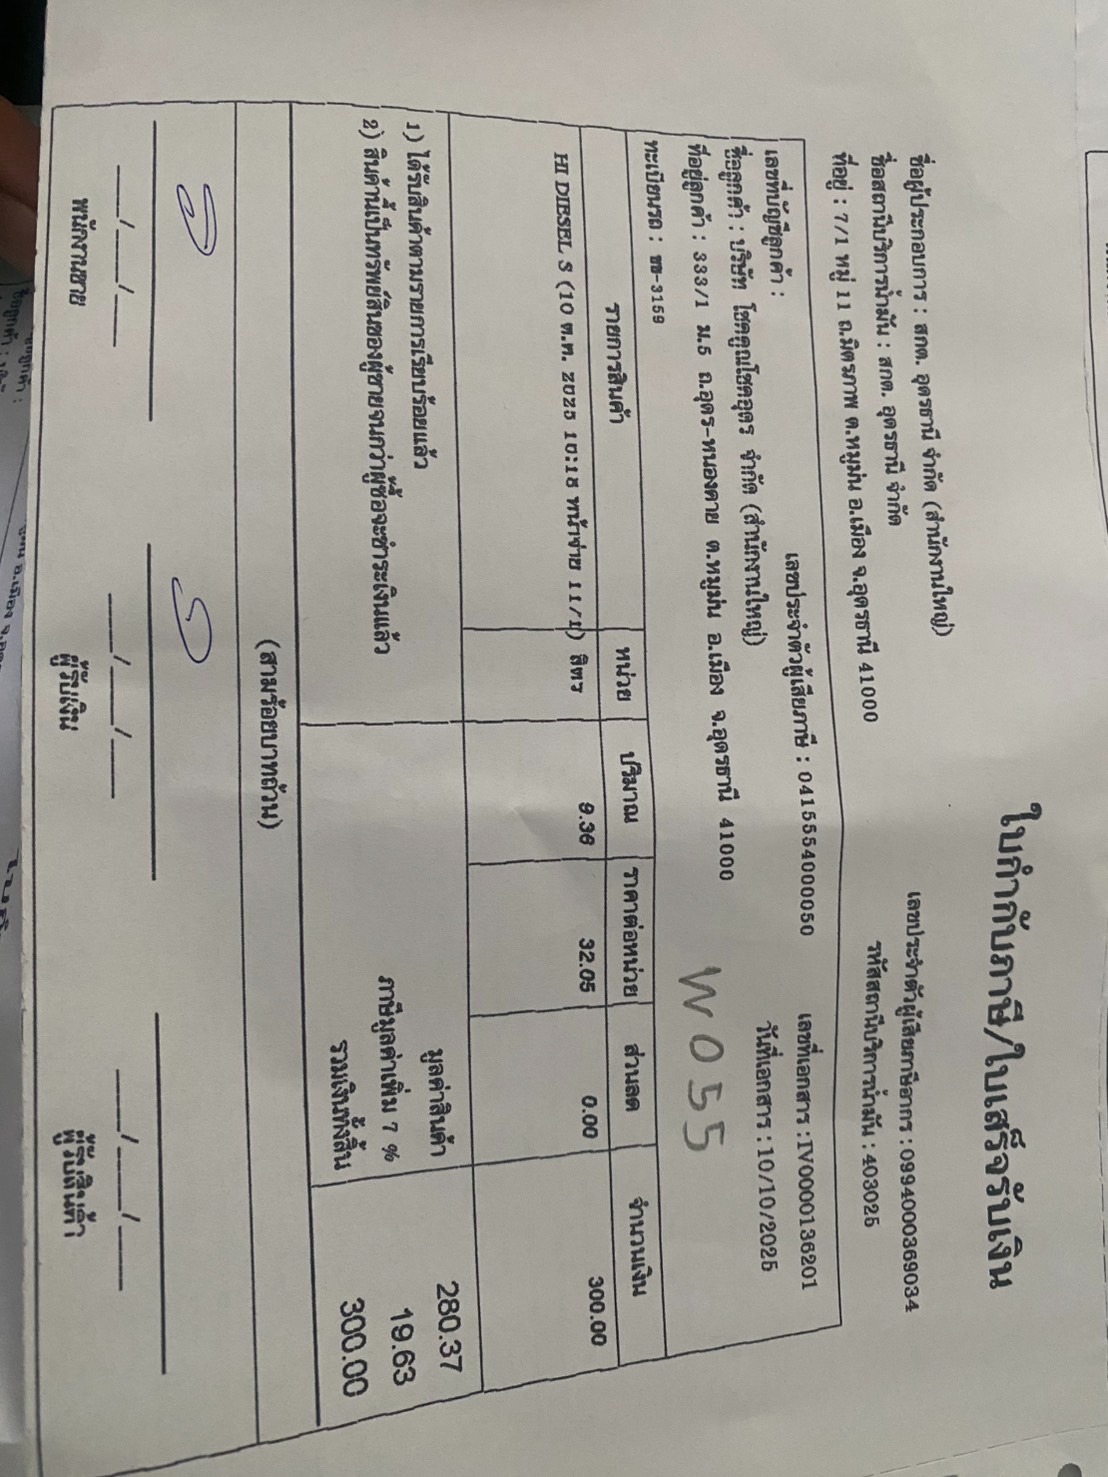 ใบกำกับภาษี/ใบเสร็จรับเงิน
ชื่อผู้ประกอบการ : สกต. อุดรธานี จำกัด (สำนักงานใหญ่) เลขประจำตัวผู้เสียภาษีอากร : 0994000369034
ชื่อสถานีบริการน้ำมัน : สกต. อุดรธานี จำกัด รหัสสถานีบริการน้ำมัน : 403025
ที่อยู่ : 7/1 หมู่ 11 ถ.มิตรภาพ ต.หมูม่น อ.เมือง จ.อุดรธานี 41000
เลขที่บัญชีลูกค้า : เลขประจำตัวผู้เสียภาษี : 0415554000050 เลขที่เอกสาร : IV0000136201
ชื่อลูกค้า : บริษัท โชคคูณโชคอุดร จำกัด (สำนักงานใหญ่) วันที่เอกสาร : 10/10/2025
ที่อยู่ลูกค้า : 333/1 ม.5 ถ.อุดร-หนองคาย ต.หมูม่น อ.เมือง จ.อุดรธานี 41000
W055
ทะเบียนรถ : -3159
รายการสินค้า หน่วย ปริมาณ ราคาต่อหน่วย ส่วนลด จำนวนเงิน
HI DIESEL S (10 ต.ค. 2025 10:18 หน้าจ่าย 11/1) ลิตร 9.36 32.05 0.00 300.00
1) ได้รับสินค้าตามรายการเรียบร้อยแล้ว มูลค่าสินค้า 280.37
2) สินค้านี้เป็นทรัพย์สินของผู้ขายจนกว่าผู้ซื้อจะชำระเงินแล้ว ภาษีมูลค่าเพิ่ม 7 % 19.63
รวมเงินทั้งสิ้น 300.00
(สามร้อยบาทถ้วน)
___/___/___ ___/___/___ ___/___/___
พนักงานขาย ผู้รับเงิน ผู้รับสินค้า